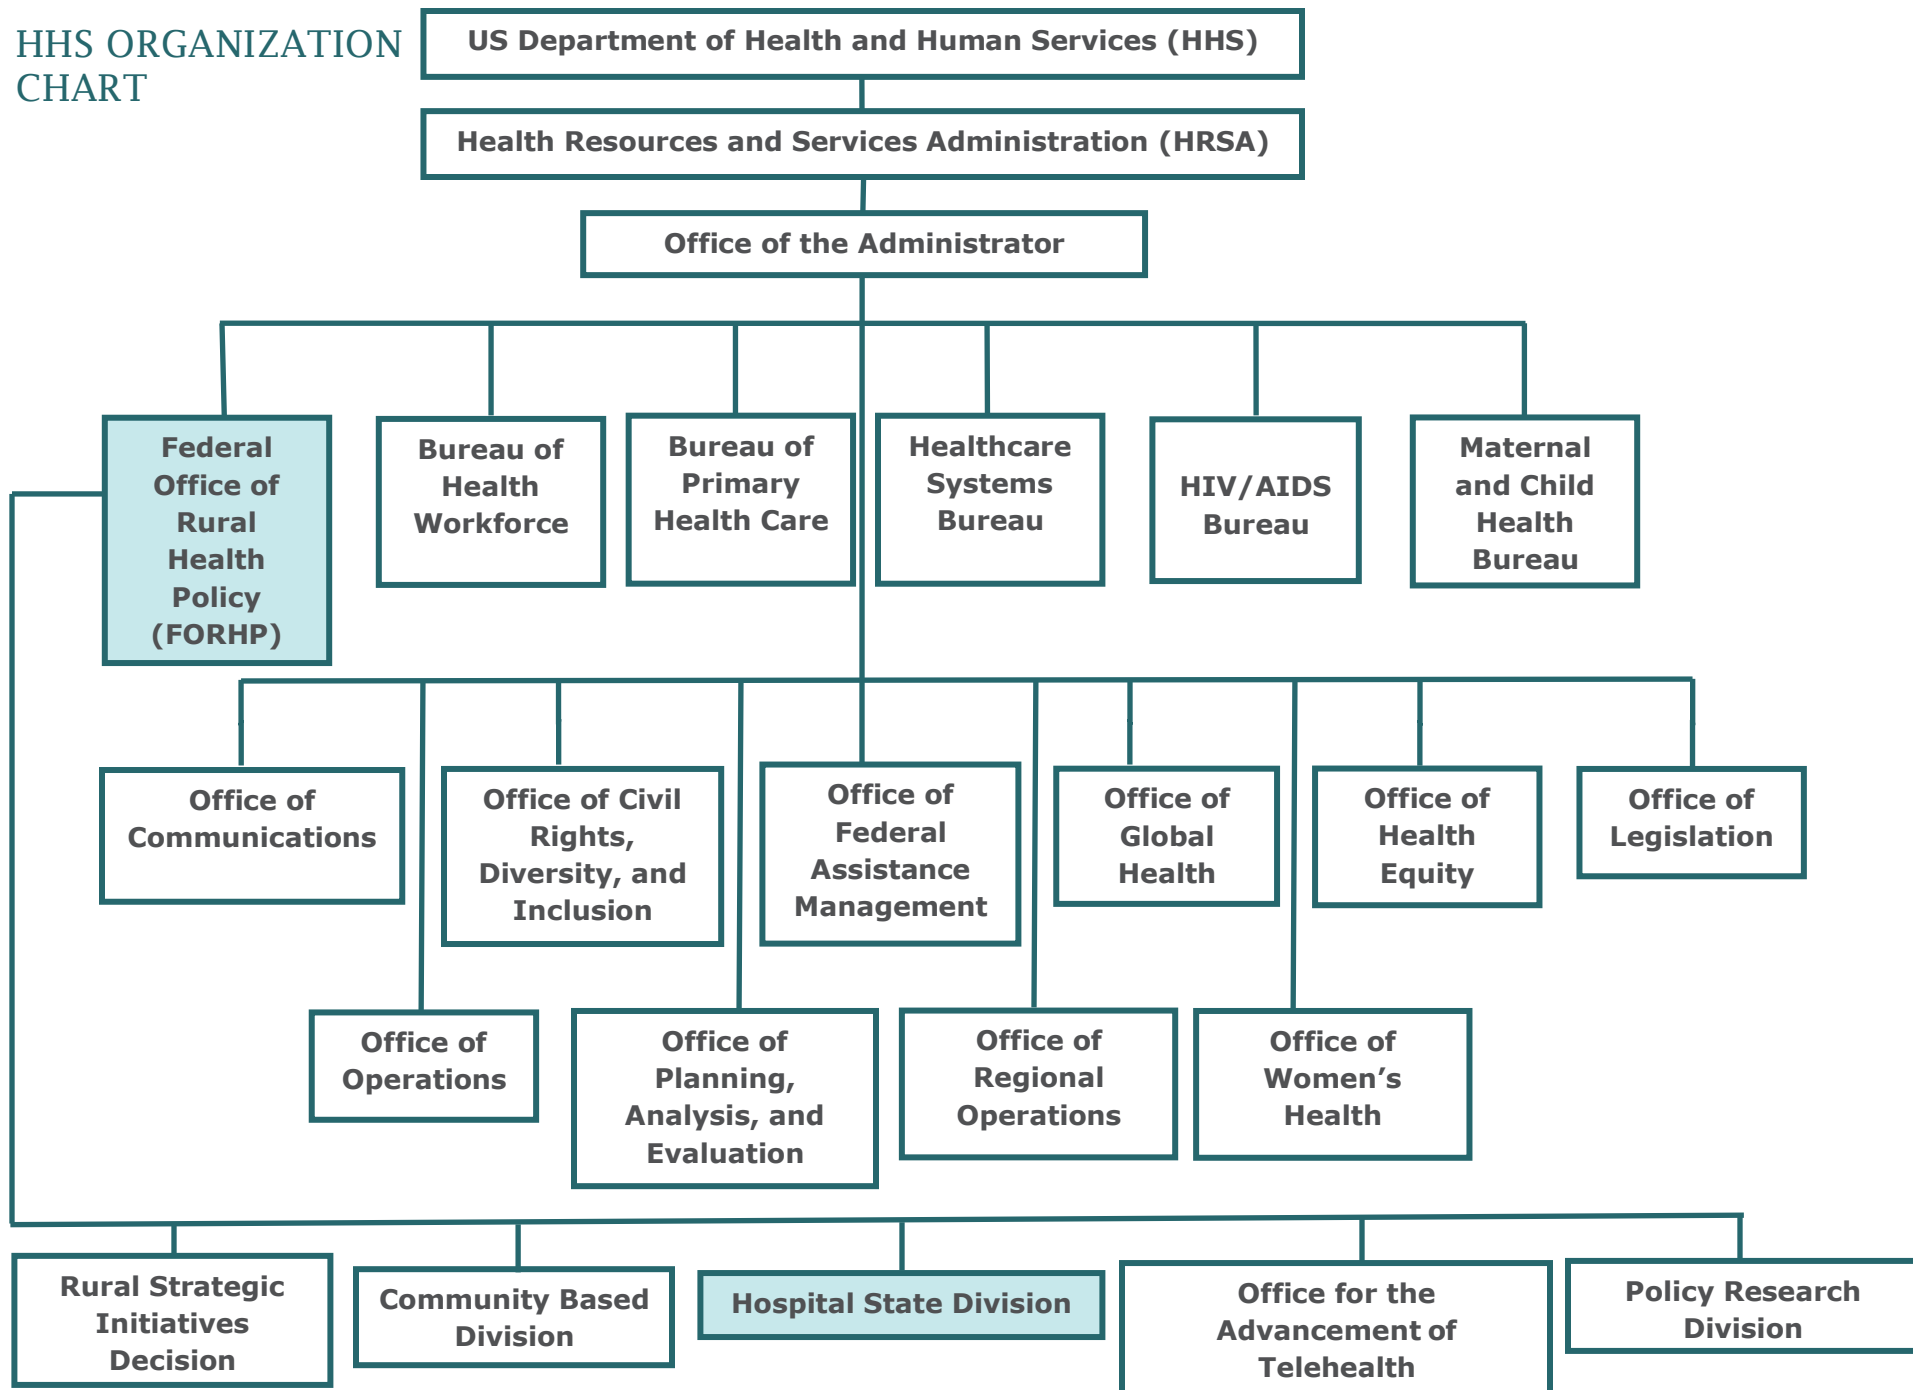 HHS ORGANIZATION
CHART
US Department of Health and Human Services (HHS)
Health Resources and Services Administration (HRSA)
Office of the Administrator
Federal
Office of
Rural
Health
Policy
(FORHP)
Bureau of
Health
Workforce
Bureau of
Primary
Health Care
Healthcare
Systems
Bureau
HIV/AIDS
Bureau
Maternal
and Child
Health
Bureau
Office of
Communications
Office of Civil
Rights,
Diversity, and
Inclusion
Office of
Federal
Assistance
Management
Office of
Global
Health
Office of
Health
Equity
Office of
Legislation
Office of
Operations
Office of
Planning,
Analysis, and
Evaluation
Office of
Regional
Operations
Office of
Women’s
Health
Rural Strategic
Initiatives
Decision
Community Based
Division
Hospital State Division
Office for the
Advancement of
Telehealth
Policy Research
Division